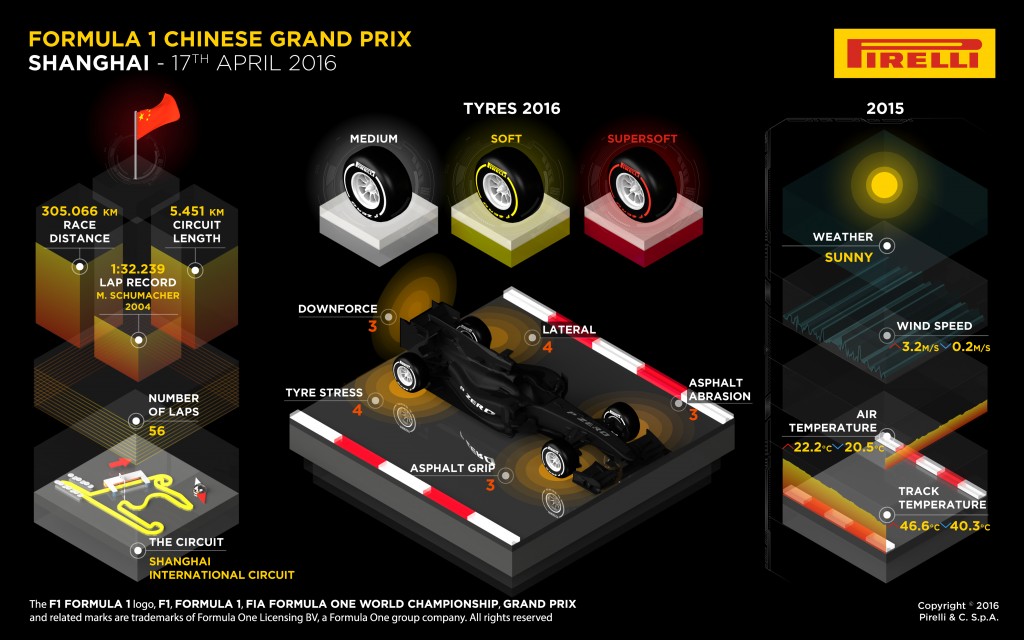 FORMULA 1 CHINESE GRAND PRIX
SHANGHAI - 17TH APRIL 2016
PIRELLI
305.066 KM
RACE
DISTANCE
5.451 KM
CIRCUIT
LENGTH
1:32.239
LAP RECORD
M. SCHUMACHER
2004
NUMBER
OF LAPS
56
THE CIRCUIT
SHANGHAI
INTERNATIONAL CIRCUIT
TYRES 2016
MEDIUM
SOFT
SUPERSOFT
DOWNFORCE
3
LATERAL
4
TYRE STRESS
4
ASPHALT
ABRASION
3
ASPHALT GRIP
3
P ZERO
P ZERO
2015
WEATHER
SUNNY
WIND SPEED
3.2M/S 0.2M/S
AIR
TEMPERATURE
22.2°C 20.5°C
TRACK
TEMPERATURE
46.6°C 40.3°C
The F1 FORMULA 1 logo, F1, FORMULA 1, FIA FORMULA ONE WORLD CHAMPIONSHIP, GRAND PRIX
and related marks are trademarks of Formula One Licensing BV, a Formula One group company. All rights reserved
Copyright © 2016
Pirelli & C. S.p.A.